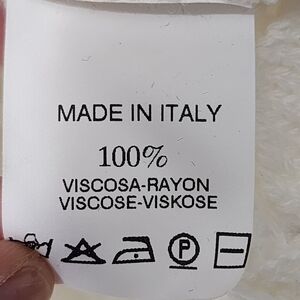 MADE IN ITALY
100%
VISCOSA-RAYON
VISCOSE-VISKOSE
P